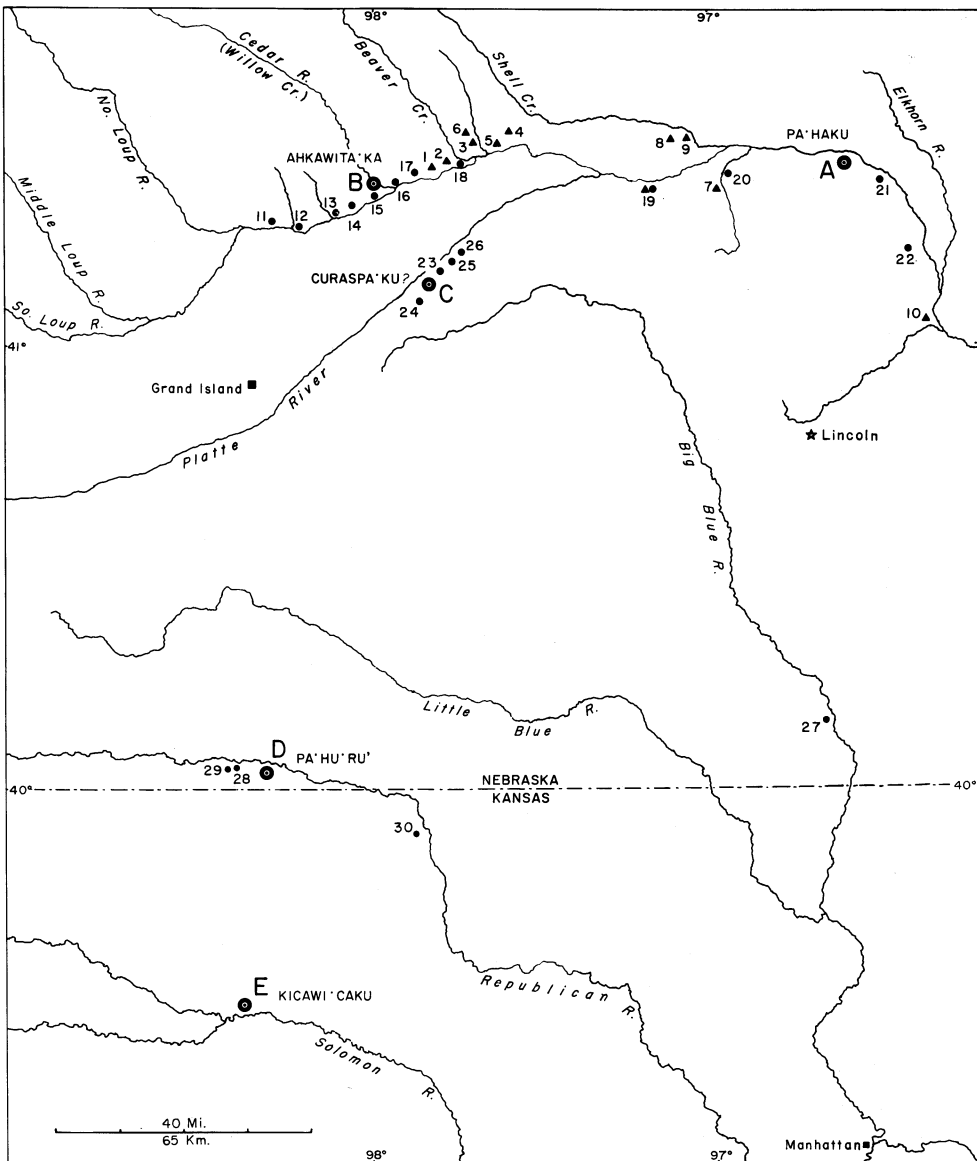 98°
97°
Cedar R.
(Willow Cr.)
Beaver Cr.
Shell Cr.
Elkhorn R.
No. Loup R.
Middle Loup R.
So. Loup R.
6
3
5
4
8
9
PA·HAKU
A
AHKAWITA·KA
B
17
1
2
18
16
15
14
13
12
11
19
7
20
21
22
10
26
25
23
CURASPA·KU?
C
24
41°
Grand Island
Platte River
Lincoln
Big Blue R.
Little Blue R.
27
D
PA·HU·RU'
29
28
NEBRASKA
KANSAS
40°
40°
30
E
KICAWI·CAKU
Republican R.
Solomon R.
40 Mi.
65 Km.
98°
97°
Manhattan